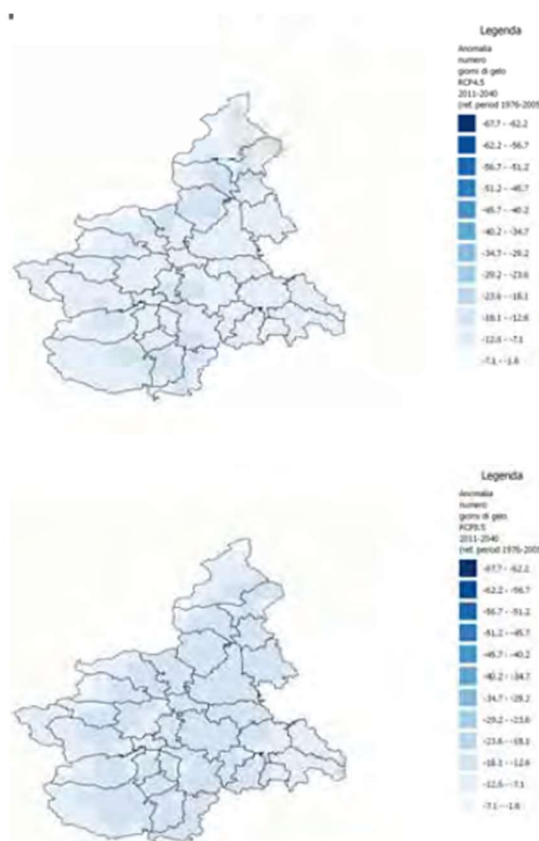 Legenda
Anomalia
numero
giorni di gelo
RCP4.5
2011-2040
(ref. period 1976-2005
-67.7 - -62.2
-62.2 - -56.7
-56.7 - -51.2
-51.2 - -45.7
-45.7 - -40.2
-40.2 - -34.7
-34.7 - -29.2
-29.2 - -23.6
-23.6 - -18.1
-18.1 - -12.6
-12.6 - -7.1
-7.1 - -1.6
Legenda
Anomalia
numero
giorni di gelo
RCP8.5
2011-2040
(ref. period 1976-2005
-67.7 - -62.2
-62.2 - -56.7
-56.7 - -51.2
-51.2 - -45.7
-45.7 - -40.2
-40.2 - -34.7
-34.7 - -29.2
-29.2 - -23.6
-23.6 - -18.1
-18.1 - -12.6
-12.6 - -7.1
-7.1 - -1.6